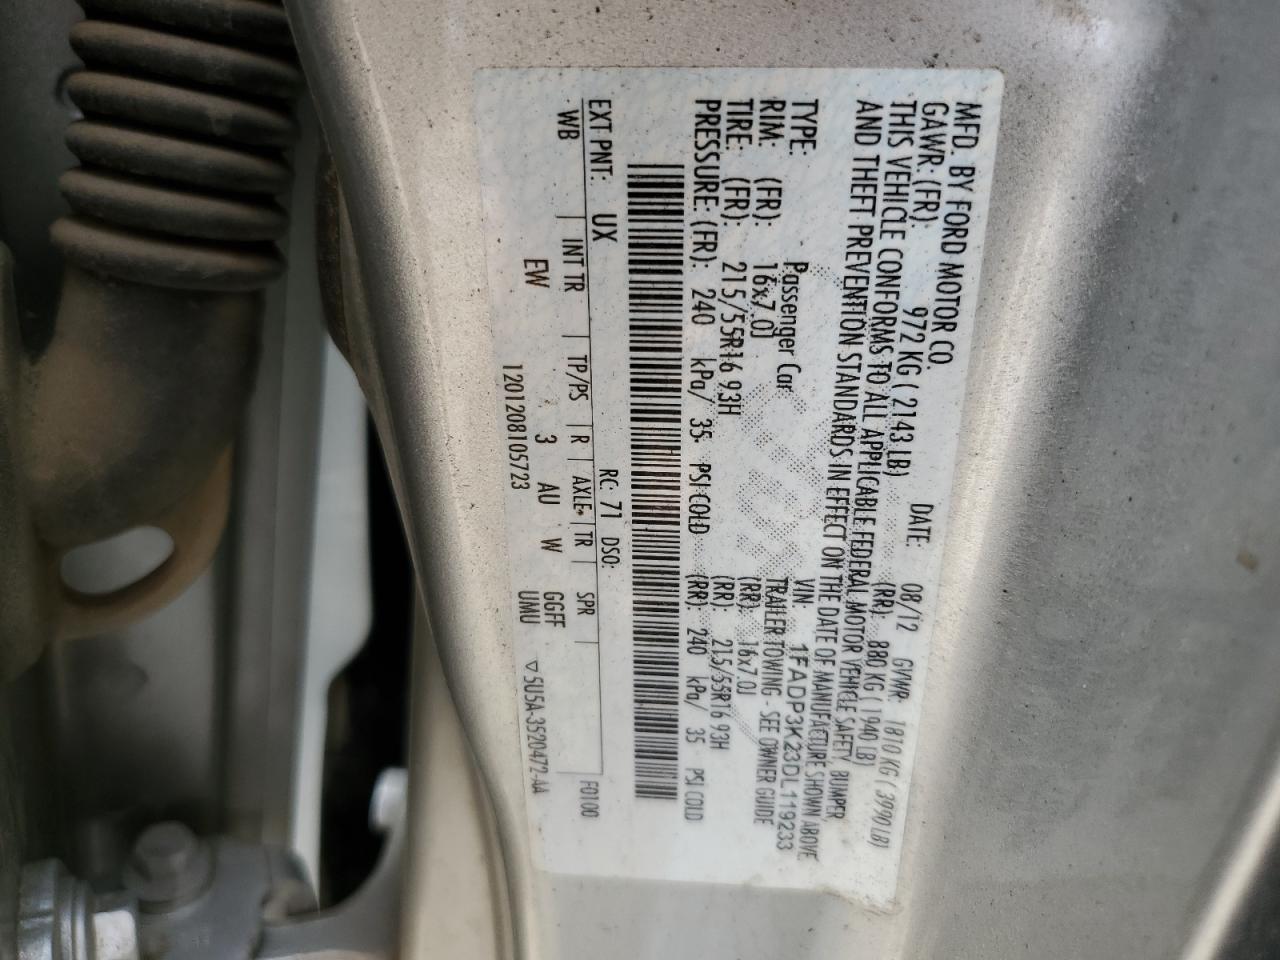 MFD. BY FORD MOTOR CO. DATE: 08/12 GVWR: 1810 KG ( 3990 LB)
GAWR: (FR): 972 KG ( 2143 LB) (RR): 880 KG ( 1940 LB)
THIS VEHICLE CONFORMS TO ALL APPLICABLE FEDERAL MOTOR VEHICLE SAFETY, BUMPER
AND THEFT PREVENTION STANDARDS IN EFFECT ON THE DATE OF MANUFACTURE SHOWN ABOVE
VIN: 1FADP3K23DL119233
TYPE: Passenger Car TRAILER TOWING - SEE OWNER GUIDE
RIM: (FR): 16x7.0J (RR): 16x7.0J
TIRE: (FR): 215/55R16 93H (RR): 215/55R16 93H
PRESSURE: (FR): 240 kPa/ 35 PSI COLD (RR): 240 kPa/ 35 PSI COLD
EXT PNT: UX RC: 71 DSO: F0100
WB INT TR TP/PS R AXLE TR SPR
EW 3 AU W GGFF
UMU
1201208105723 ▽5U5A-3520472-AA